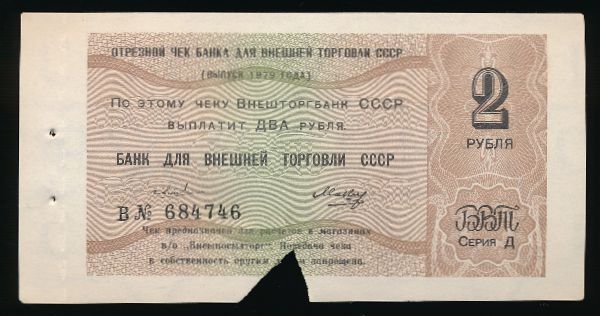 ОТРЕЗНОЙ ЧЕК БАНКА ДЛЯ ВНЕШНЕЙ ТОРГОВЛИ СССР
(ВЫПУСК 1979 ГОДА)
По этому чеку Внешторгбанк СССР
выплатит ДВА рубля.
БАНК ДЛЯ ВНЕШНЕЙ ТОРГОВЛИ СССР
В № 684746
Чек предназначен для расчетов в магазинах
в/о „Внешпосылторг". Передача чека
в собственность другим лицам запрещена.
2
РУБЛЯ
БВТ
Серия Д